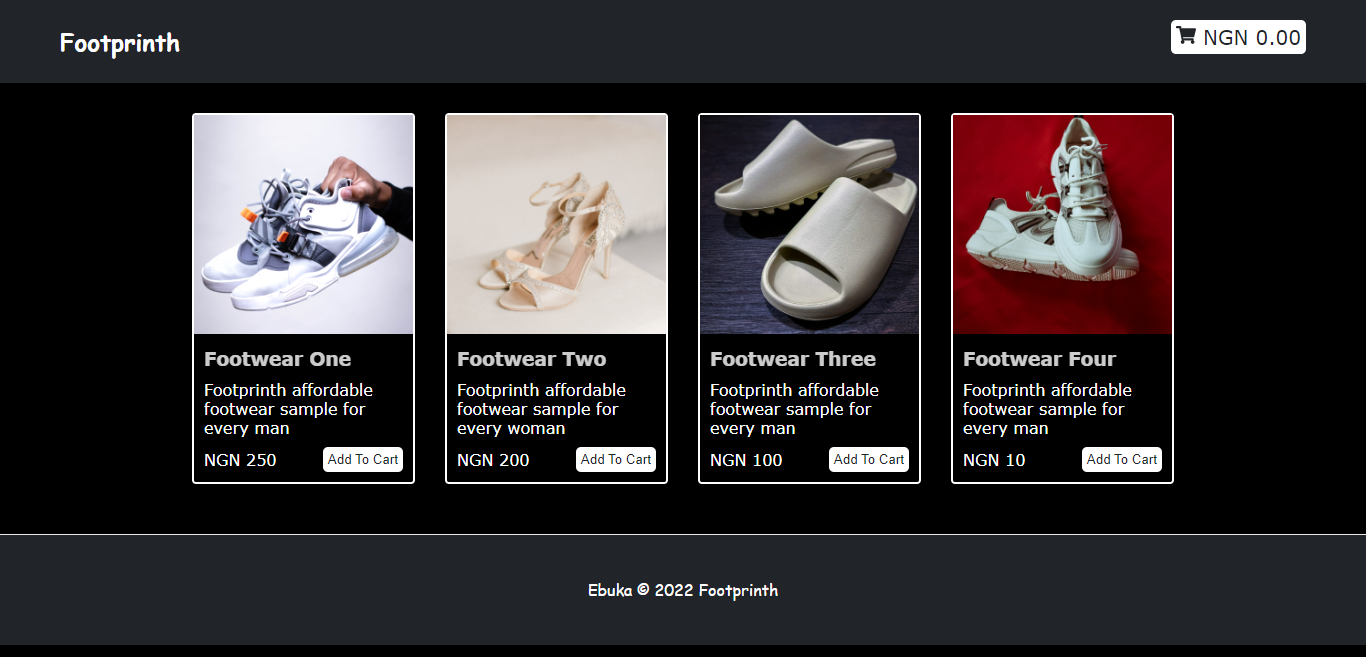 Footprinth
NGN 0.00
Footwear One
Footprinth affordable
footwear sample for
every man
NGN 250
Add To Cart
Footwear Two
Footprinth affordable
footwear sample for
every woman
NGN 200
Add To Cart
Footwear Three
Footprinth affordable
footwear sample for
every man
NGN 100
Add To Cart
Footwear Four
Footprinth affordable
footwear sample for
every man
NGN 10
Add To Cart
Ebuka © 2022 Footprinth